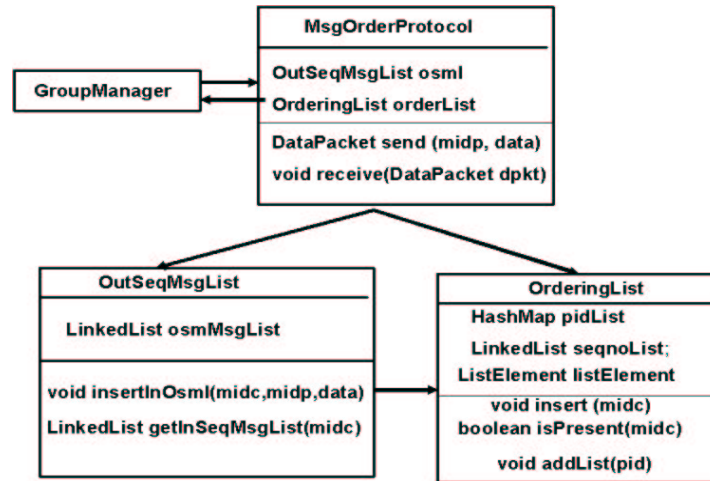 MsgOrderProtocol
OutSeqMsgList osml
OrderingList orderList
DataPacket send (midp, data)
void receive(DataPacket dpkt)
GroupManager
OutSeqMsgList
LinkedList osmMsgList
void insertInOsml(midc,midp,data)
LinkedList getInSeqMsgList(midc)
OrderingList
HashMap pidList
LinkedList seqnoList;
ListElement listElement
void insert (midc)
boolean isPresent(midc)
void addList(pid)